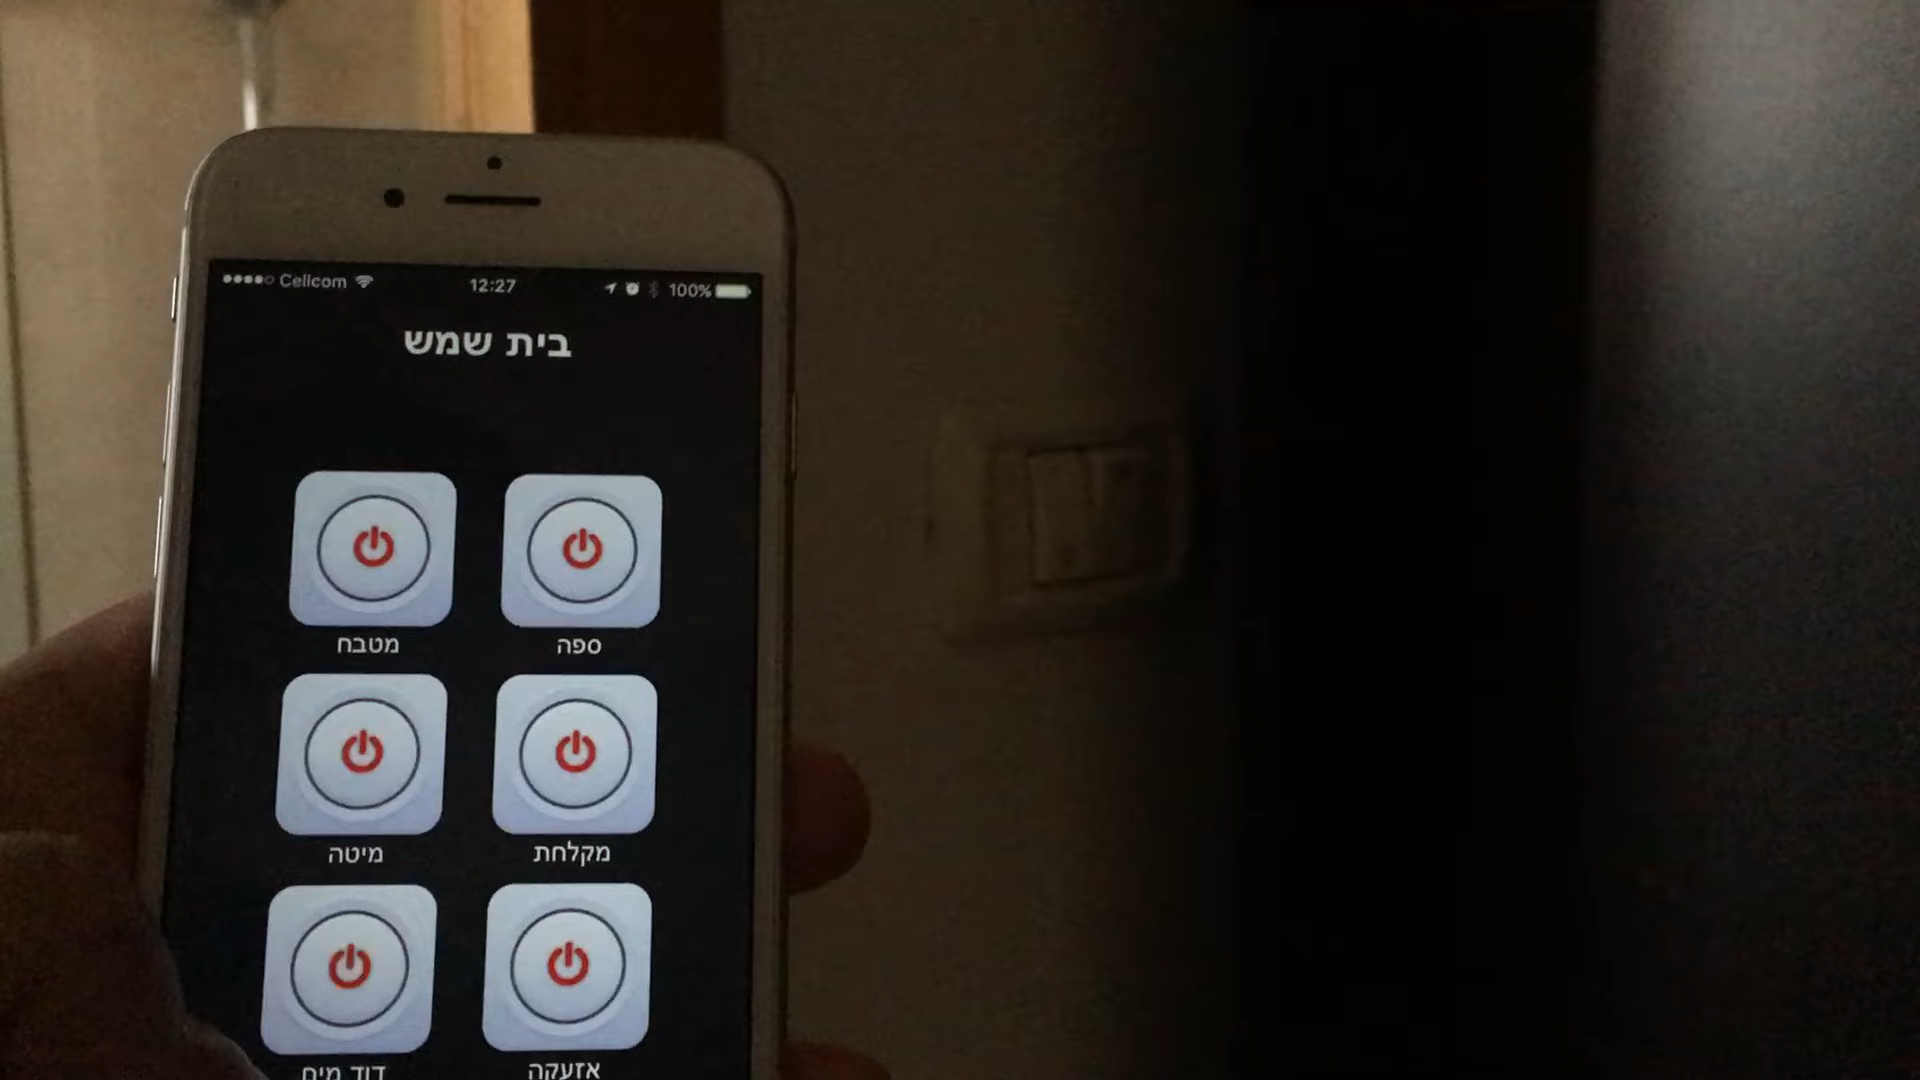 Cellcom 12:27 100%
בית שמש
ספה
מטבח
מקלחת
מיטה
אזעקה
דוד מים